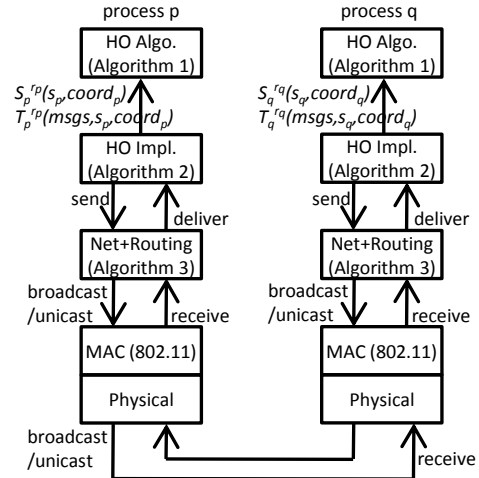 process p process q
HO Algo. HO Algo.
(Algorithm 1) (Algorithm 1)
S_p^rp(s_p,coord_p) S_q^rq(s_q,coord_q)
T_p^rp(msgs,s_p,coord_p) T_q^rq(msgs,s_q,coord_q)
HO Impl. HO Impl.
(Algorithm 2) (Algorithm 2)
send send
deliver deliver
Net+Routing Net+Routing
(Algorithm 3) (Algorithm 3)
broadcast broadcast
/unicast receive /unicast receive
MAC (802.11) MAC (802.11)
Physical Physical
broadcast
/unicast receive